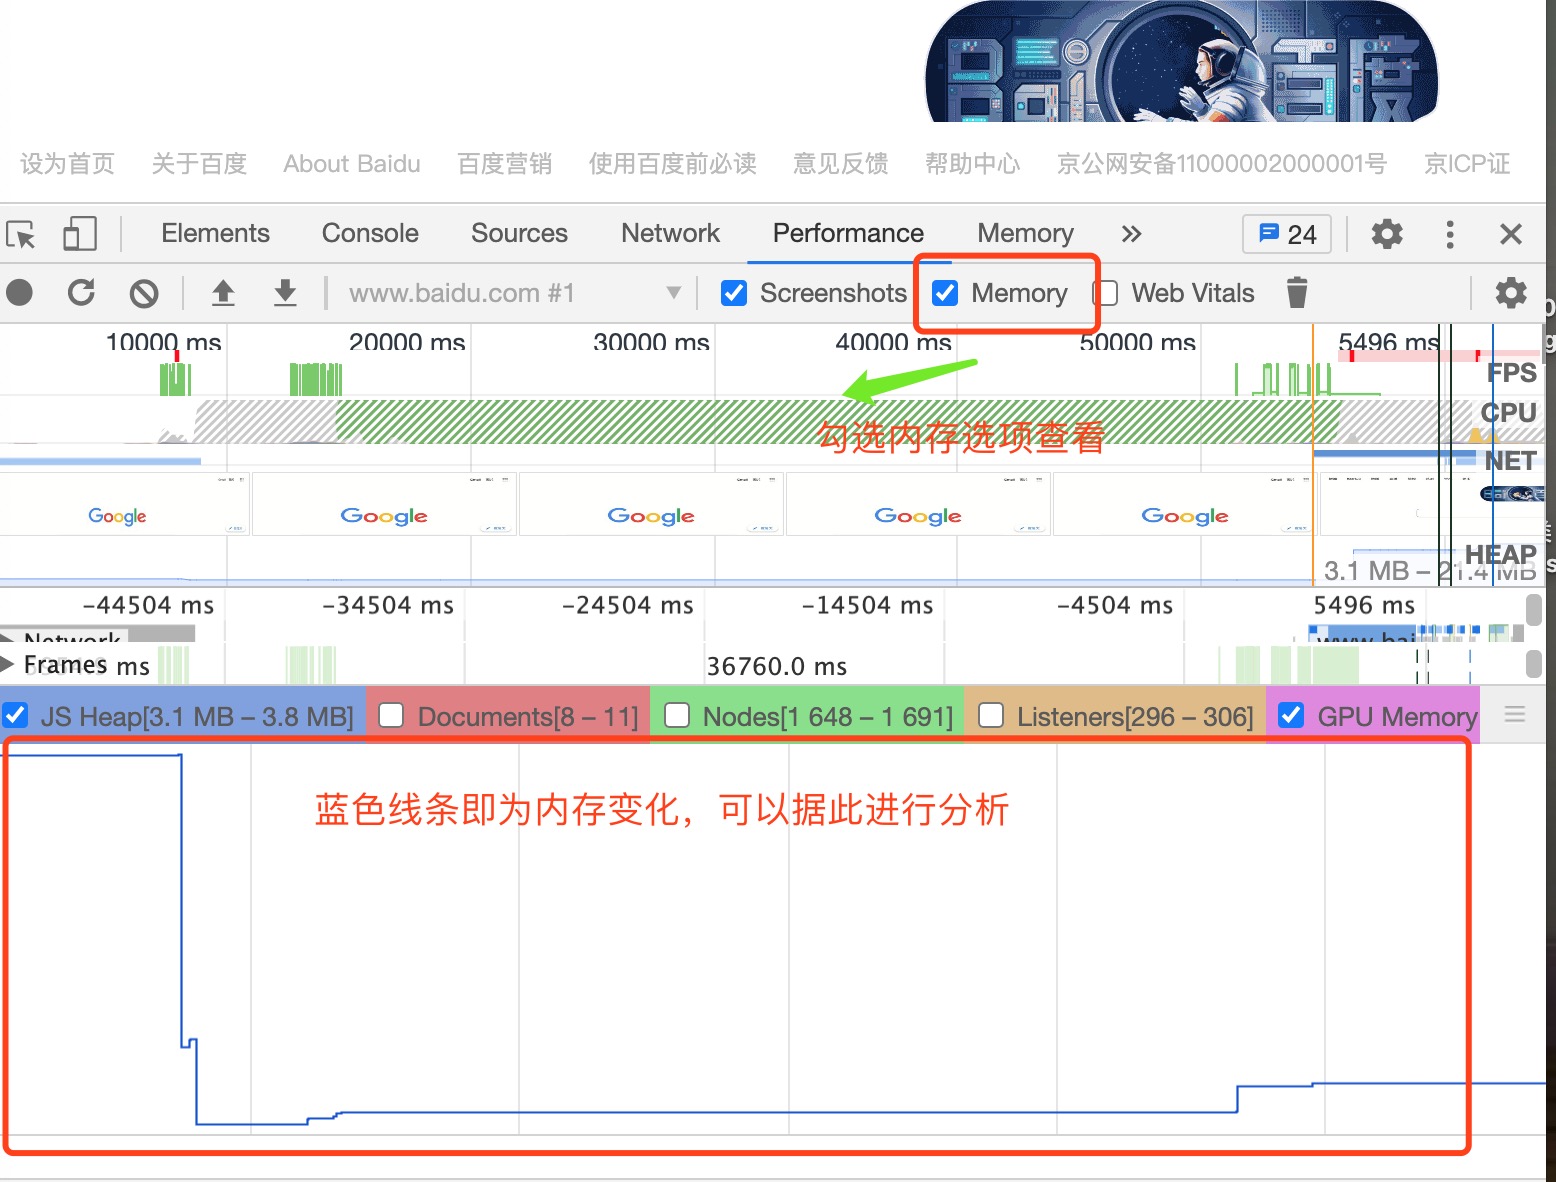 设为首页 关于百度 About Baidu 百度营销 使用百度前必读 意见反馈 帮助中心 京公网安备11000002000001号 京ICP证
Elements Console Sources Network Performance Memory 24
www.baidu.com #1 Screenshots Memory Web Vitals
10000 ms 20000 ms 30000 ms 40000 ms 50000 ms 5496 ms
FPS
CPU
勾选内存选项查看
NET
Google Google Google Google Google
HEAP
3.1 MB – 21.4 MB
-44504 ms -34504 ms -24504 ms -14504 ms -4504 ms 5496 ms
Network www.bai
Frames ms 36760.0 ms
JS Heap[3.1 MB – 3.8 MB] Documents[8 – 11] Nodes[1 648 – 1 691] Listeners[296 – 306] GPU Memory
蓝色线条即为内存变化，可以据此进行分析